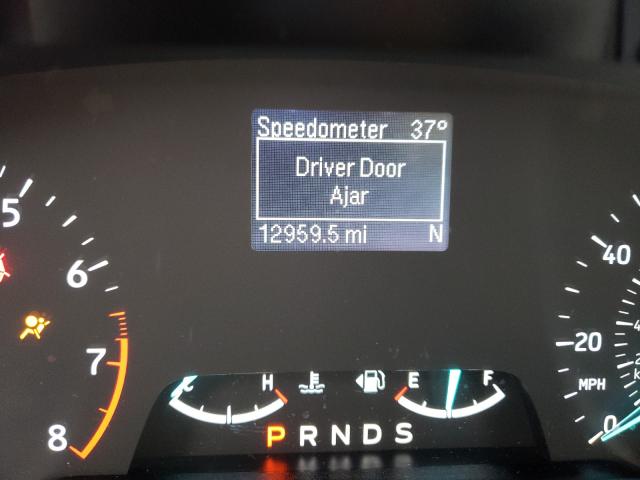 Speedometer 37°
Driver Door
Ajar
12959.5 mi N
5
6
7
8
40
20
MPH
0
C H
E F
P R N D S